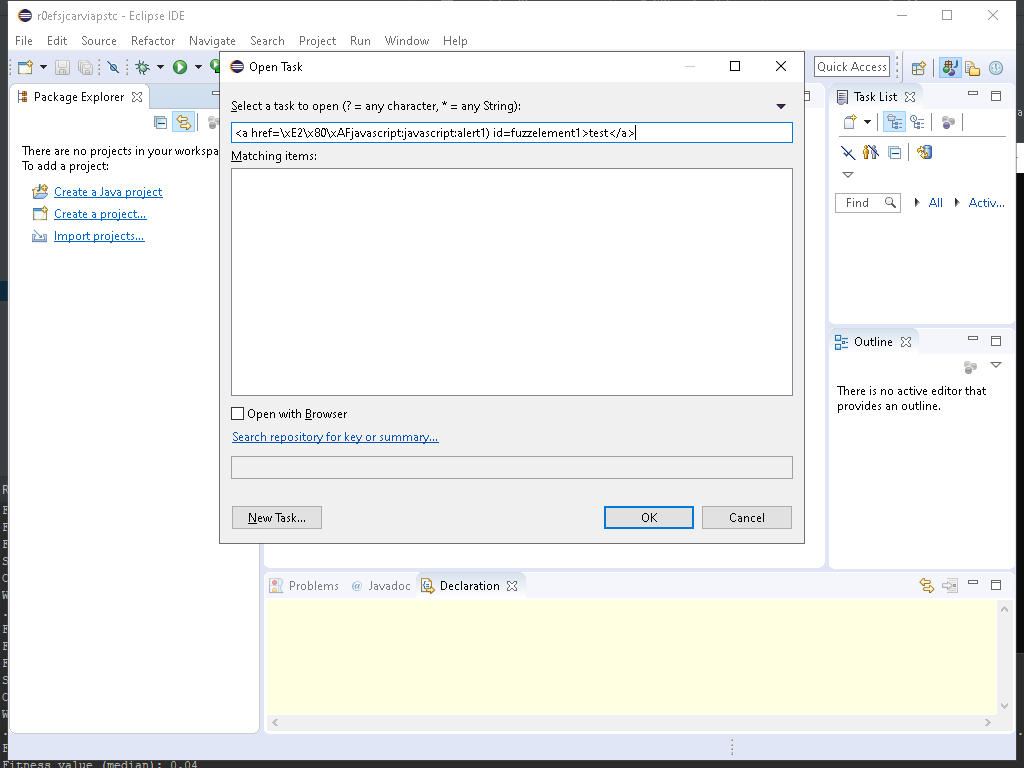 r0efsjcarviapstc - Eclipse IDE
File Edit Source Refactor Navigate Search Project Run Window Help
Quick Access
Package Explorer
There are no projects in your workspa
To add a project:
Create a Java project
Create a project...
Import projects...
Open Task
Select a task to open (? = any character, * = any String):
<a href=\xE2\x80\xAFjavascript:javascript:alert1) id=fuzzelement1>test</a>
Matching items:
Open with Browser
Search repository for key or summary...
New Task...
OK
Cancel
Task List
Find
All
Activ...
Outline
There is no active editor that
provides an outline.
Problems
@ Javadoc
Declaration
Fitness value (median): 0.04